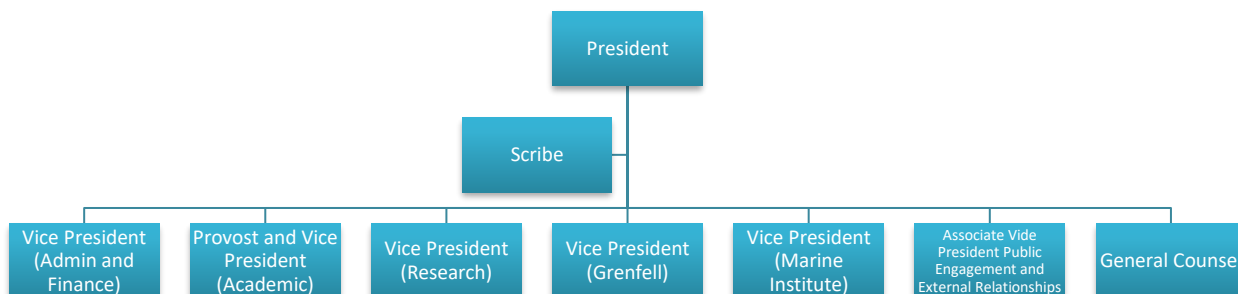 President
Scribe
Vice President
(Admin and
Finance)
Provost and Vice
President
(Academic)
Vice President
(Research)
Vice President
(Grenfell)
Vice President
(Marine
Institute)
Associate Vide
President Public
Engagement and
External Relationships
General Counse